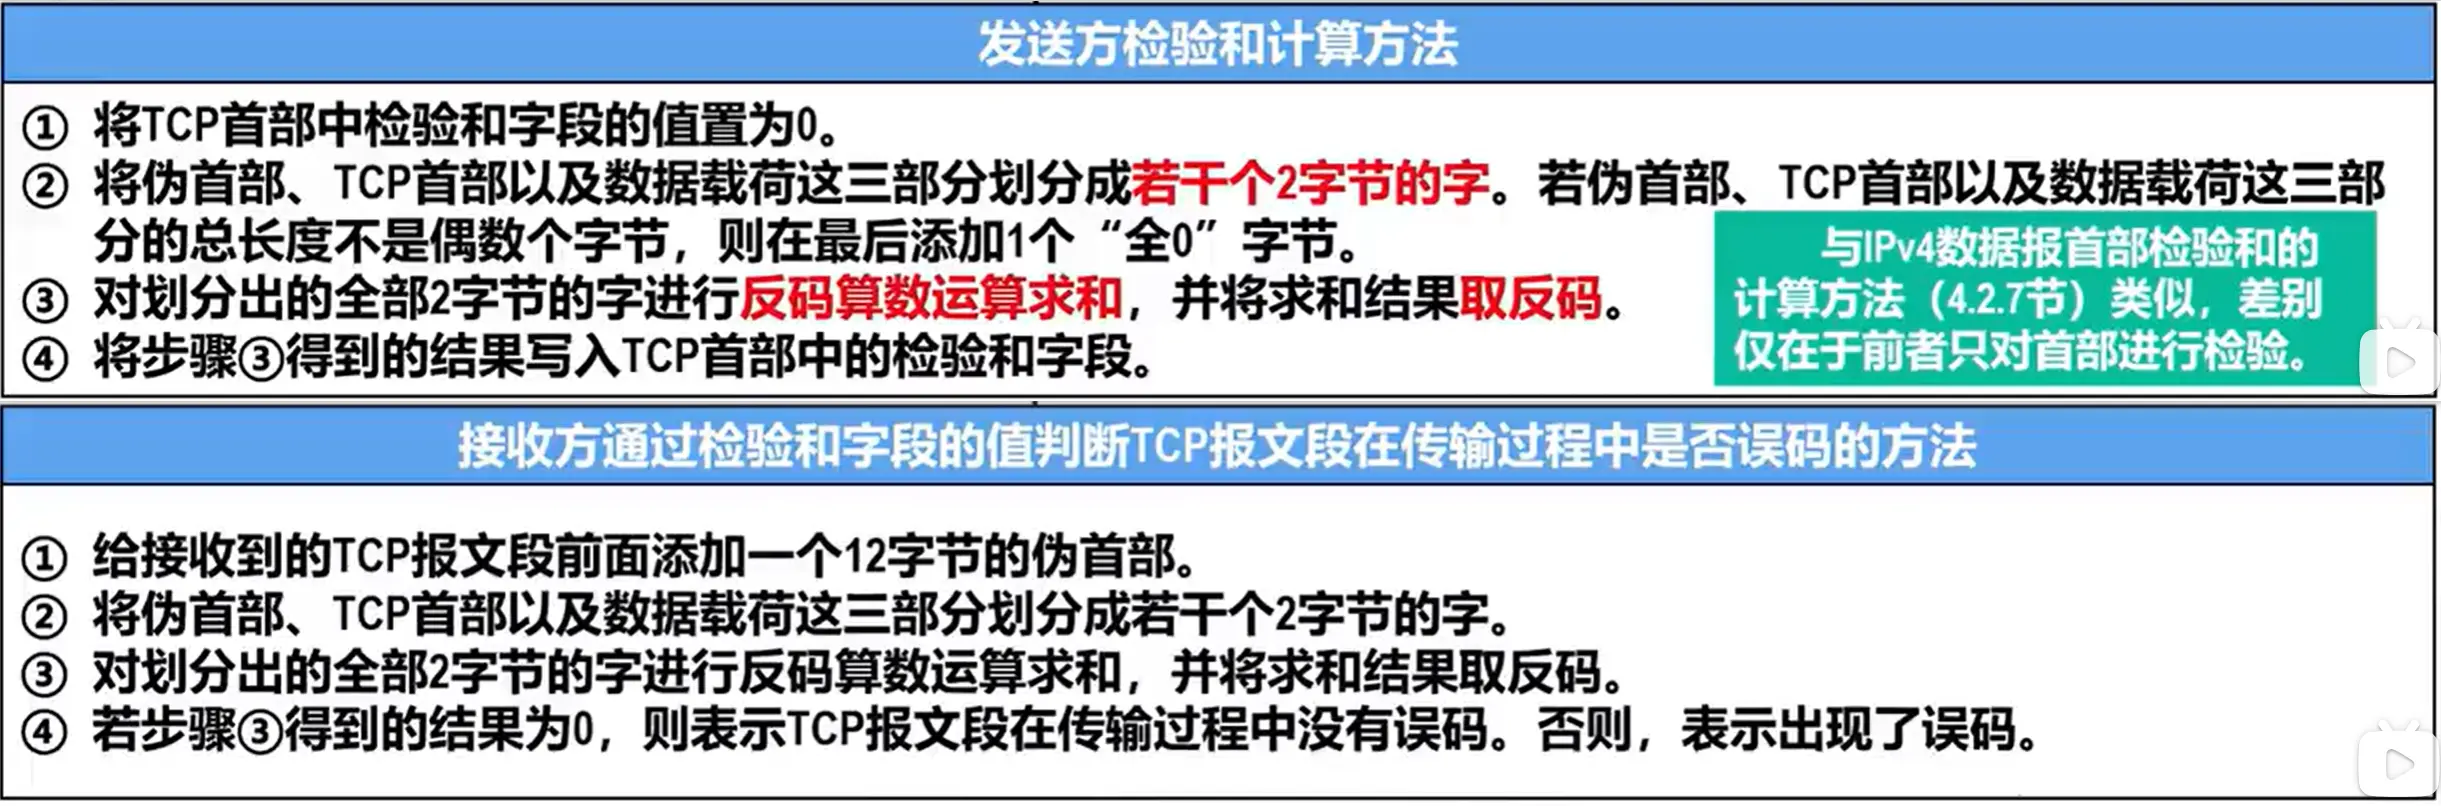 发送方检验和计算方法
① 将TCP首部中检验和字段的值置为0。
② 将伪首部、TCP首部以及数据载荷这三部分划分成若干个2字节的字。若伪首部、TCP首部以及数据载荷这三部
分的总长度不是偶数个字节，则在最后添加1个“全0”字节。
③ 对划分出的全部2字节的字进行反码算数运算求和，并将求和结果取反码。
④ 将步骤③得到的结果写入TCP首部中的检验和字段。
与IPv4数据报首部检验和的
计算方法（4.2.7节）类似，差别
仅在于前者只对首部进行检验。
接收方通过检验和字段的值判断TCP报文段在传输过程中是否误码的方法
① 给接收到的TCP报文段前面添加一个12字节的伪首部。
② 将伪首部、TCP首部以及数据载荷这三部分划分成若干个2字节的字。
③ 对划分出的全部2字节的字进行反码算数运算求和，并将求和结果取反码。
④ 若步骤③得到的结果为0，则表示TCP报文段在传输过程中没有误码。否则，表示出现了误码。